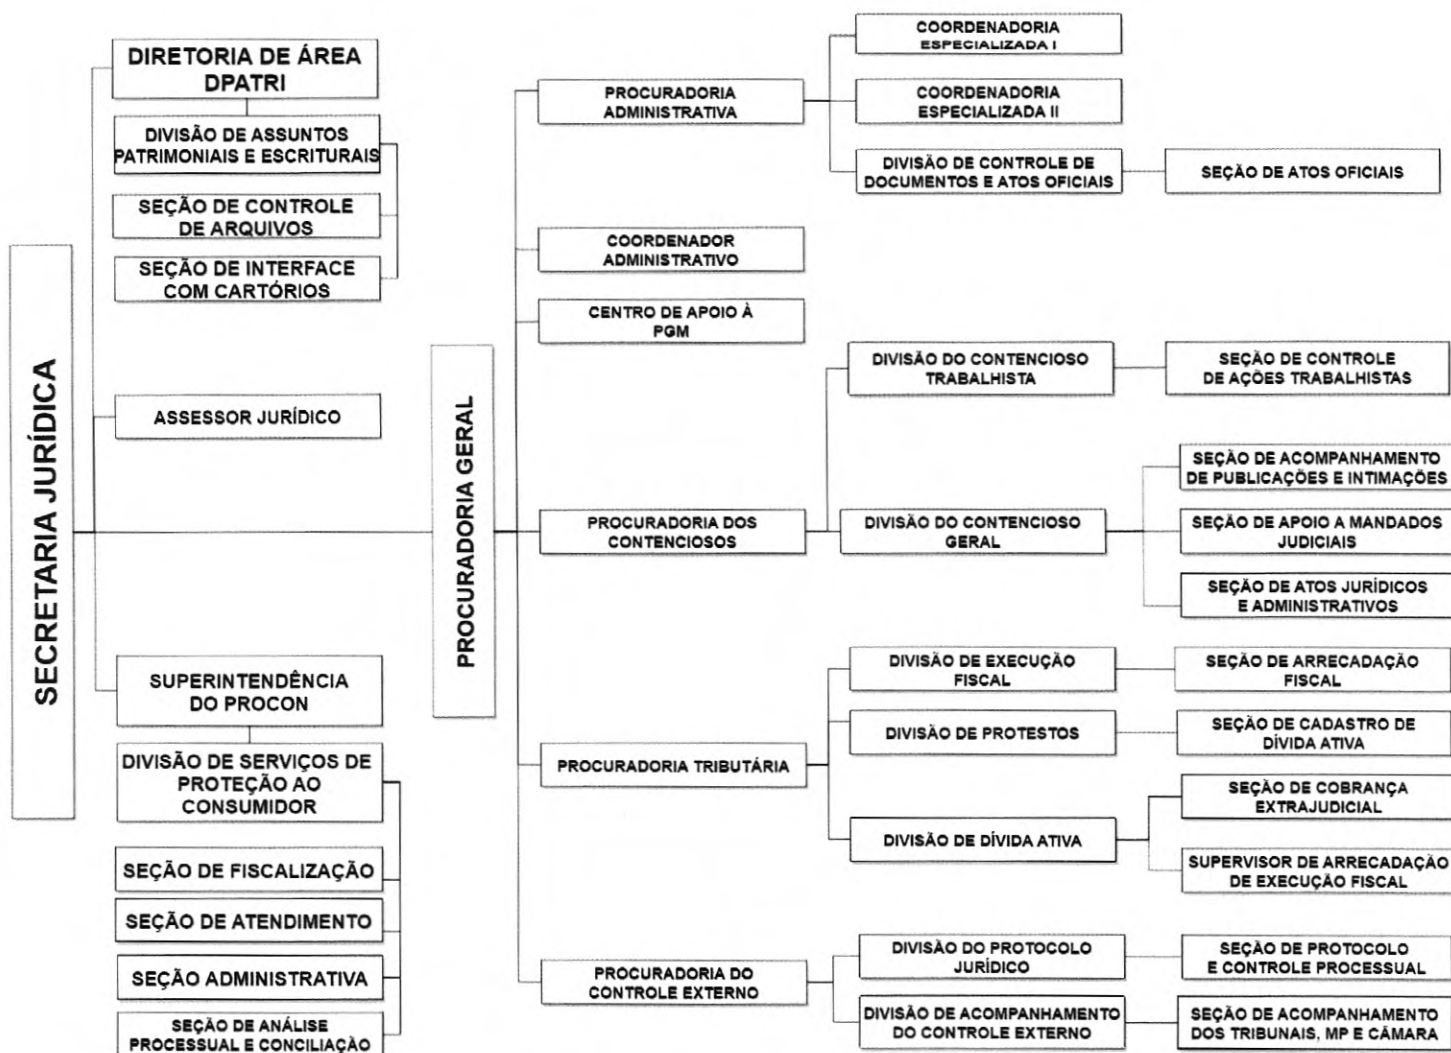 SECRETARIA JURÍDICA
DIRETORIA DE ÁREA
DPATRI
DIVISÃO DE ASSUNTOS
PATRIMONIAIS E ESCRITURAIS
SEÇÃO DE CONTROLE
DE ARQUIVOS
SEÇÃO DE INTERFACE
COM CARTÓRIOS
ASSESSOR JURÍDICO
SUPERINTENDÊNCIA
DO PROCON
DIVISÃO DE SERVIÇOS DE
PROTEÇÃO AO
CONSUMIDOR
SEÇÃO DE FISCALIZAÇÃO
SEÇÃO DE ATENDIMENTO
SEÇÃO ADMINISTRATIVA
SEÇÃO DE ANÁLISE
PROCESSUAL E CONCILIAÇÃO
PROCURADORIA GERAL
PROCURADORIA
ADMINISTRATIVA
COORDENADORIA
ESPECIALIZADA I
COORDENADORIA
ESPECIALIZADA II
DIVISÃO DE CONTROLE DE
DOCUMENTOS E ATOS OFICIAIS
SEÇÃO DE ATOS OFICIAIS
COORDENADOR
ADMINISTRATIVO
CENTRO DE APOIO À
PGM
PROCURADORIA DOS
CONTENCIOSOS
DIVISÃO DO CONTENCIOSO
TRABALHISTA
SEÇÃO DE CONTROLE
DE AÇÕES TRABALHISTAS
DIVISÃO DO CONTENCIOSO
GERAL
SEÇÃO DE ACOMPANHAMENTO
DE PUBLICAÇÕES E INTIMAÇÕES
SEÇÃO DE APOIO A MANDADOS
JUDICIAIS
SEÇÃO DE ATOS JURÍDICOS
E ADMINISTRATIVOS
PROCURADORIA TRIBUTÁRIA
DIVISÃO DE EXECUÇÃO
FISCAL
SEÇÃO DE ARRECADAÇÃO
FISCAL
DIVISÃO DE PROTESTOS
SEÇÃO DE CADASTRO DE
DÍVIDA ATIVA
DIVISÃO DE DÍVIDA ATIVA
SEÇÃO DE COBRANÇA
EXTRAJUDICIAL
SUPERVISOR DE ARRECADAÇÃO
DE EXECUÇÃO FISCAL
PROCURADORIA DO
CONTROLE EXTERNO
DIVISÃO DO PROTOCOLO
JURÍDICO
SEÇÃO DE PROTOCOLO
E CONTROLE PROCESSUAL
DIVISÃO DE ACOMPANHAMENTO
DO CONTROLE EXTERNO
SEÇÃO DE ACOMPANHAMENTO
DOS TRIBUNAIS, MP E CÂMARA